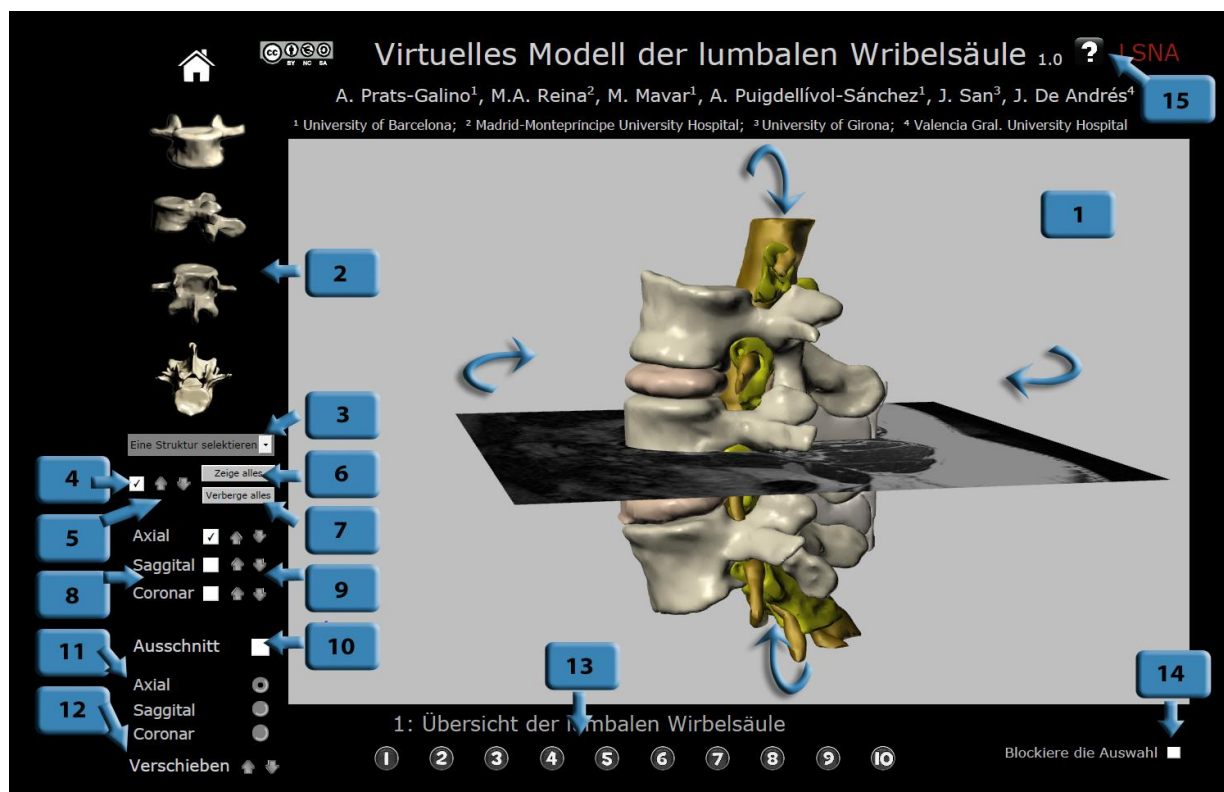 cc BY NC SA
Virtuelles Modell der lumbalen Wribelsäule 1.0 ? LSNA
A. Prats-Galino¹, M.A. Reina², M. Mavar¹, A. Puigdellívol-Sánchez¹, J. San³, J. De Andrés⁴
15
¹ University of Barcelona; ² Madrid-Montepríncipe University Hospital; ³ University of Girona; ⁴ Valencia Gral. University Hospital
1
2
3
Eine Struktur selektieren
4
Zeige alles
6
Verberge alles
5
Axial
7
Saggital
8
Coronar
9
Ausschnitt
10
11
Axial
12
Saggital
Coronar
Verschieben
13
14
1: Übersicht der lumbalen Wirbelsäule
1 2 3 4 5 6 7 8 9 10
Blockiere die Auswahl